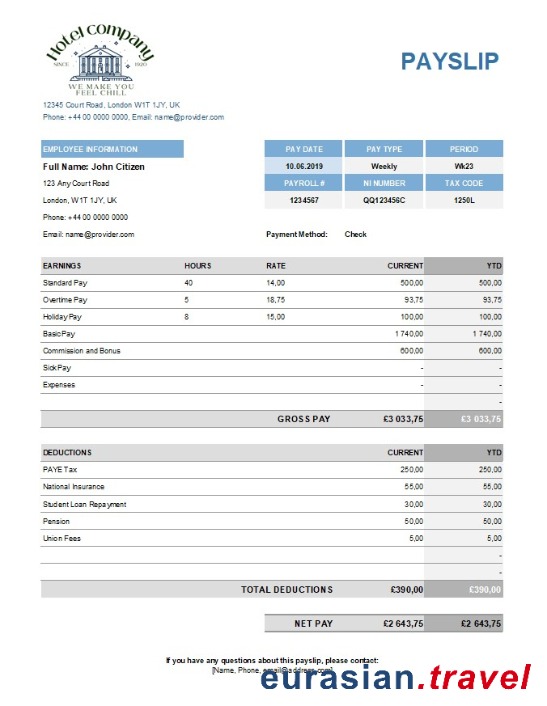 Hotel company
SINCE 1920
WE MAKE YOU
FEEL CHILL
PAYSLIP
12345 Court Road, London W1T 1JY, UK
Phone: +44 00 0000 0000, Email: name@provider.com
EMPLOYEE INFORMATION PAY DATE PAY TYPE PERIOD
Full Name: John Citizen 10.06.2019 Weekly Wk23
123 Any Court Road PAYROLL # NI NUMBER TAX CODE
London, W1T 1JY, UK 1234567 QQ123456C 1250L
Phone: +44 00 0000 0000
Email: name@provider.com Payment Method: Check
EARNINGS HOURS RATE CURRENT YTD
Standard Pay 40 14,00 500,00 500,00
Overtime Pay 5 18,75 93,75 93,75
Holiday Pay 8 15,00 100,00 100,00
Basic Pay 1 740,00 1 740,00
Commission and Bonus 600,00 600,00
Sick Pay - -
Expenses - -
-
GROSS PAY £3 033,75 £3 033,75
DEDUCTIONS CURRENT YTD
PAYE Tax 250,00 250,00
National Insurance 55,00 55,00
Student Loan Repayment 30,00 30,00
Pension 50,00 50,00
Union Fees 5,00 5,00
-
-
TOTAL DEDUCTIONS £390,00 £390,00
NET PAY £2 643,75 £2 643,75
If you have any questions about this payslip, please contact:
[Name, Phone, email@address.com]
eurasian.travel